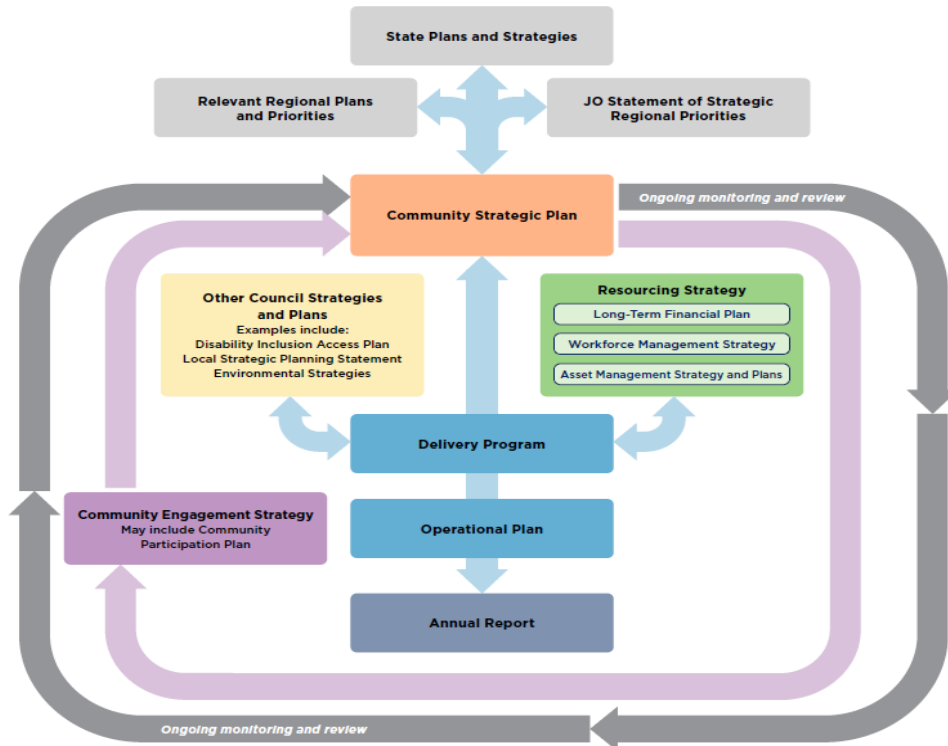 State Plans and Strategies
Relevant Regional Plans
and Priorities
JO Statement of Strategic
Regional Priorities
Community Strategic Plan
Ongoing monitoring and review
Other Council Strategies
and Plans
Examples include:
Disability Inclusion Access Plan
Local Strategic Planning Statement
Environmental Strategies
Resourcing Strategy
Long-Term Financial Plan
Workforce Management Strategy
Asset Management Strategy and Plans
Delivery Program
Community Engagement Strategy
May include Community
Participation Plan
Operational Plan
Annual Report
Ongoing monitoring and review